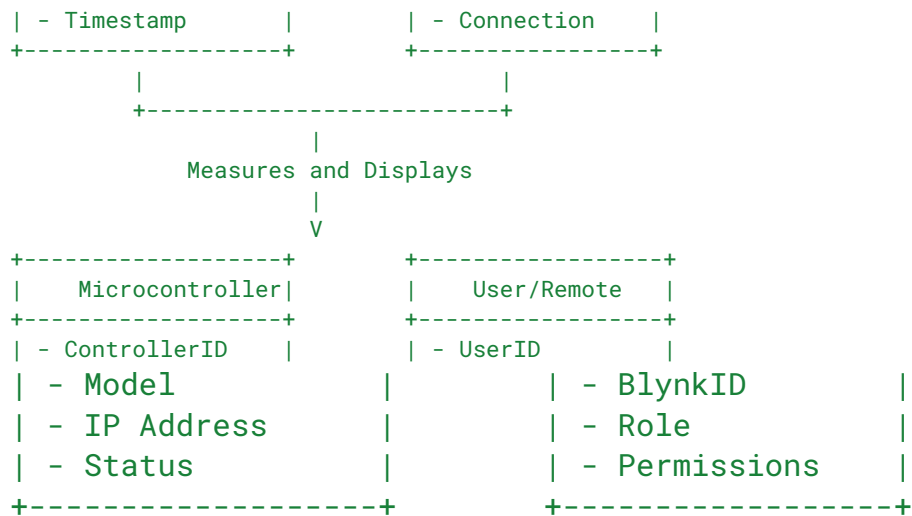 | - Timestamp       |        | - Connection    |
+-------------------+        +----------------+
         |                          |
         +--------------------------+
                      |
             Measures and Displays
                      |
                      V
+-------------------+        +-----------------+
|    Microcontroller|        |    User/Remote   |
+-------------------+        +-----------------+
| - ControllerID    |        | - UserID         |
| - Model           |        | - BlynkID        |
| - IP Address      |        | - Role           |
| - Status          |        | - Permissions    |
+-------------------+        +-----------------+